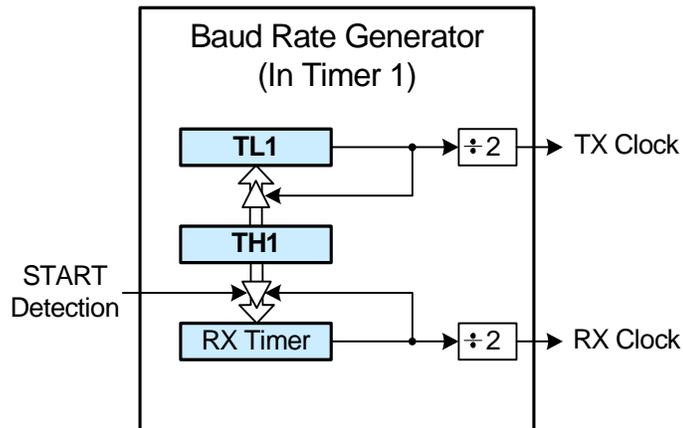 Baud Rate Generator
(In Timer 1)
TL1
÷2
TX Clock
TH1
START
Detection
RX Timer
÷2
RX Clock